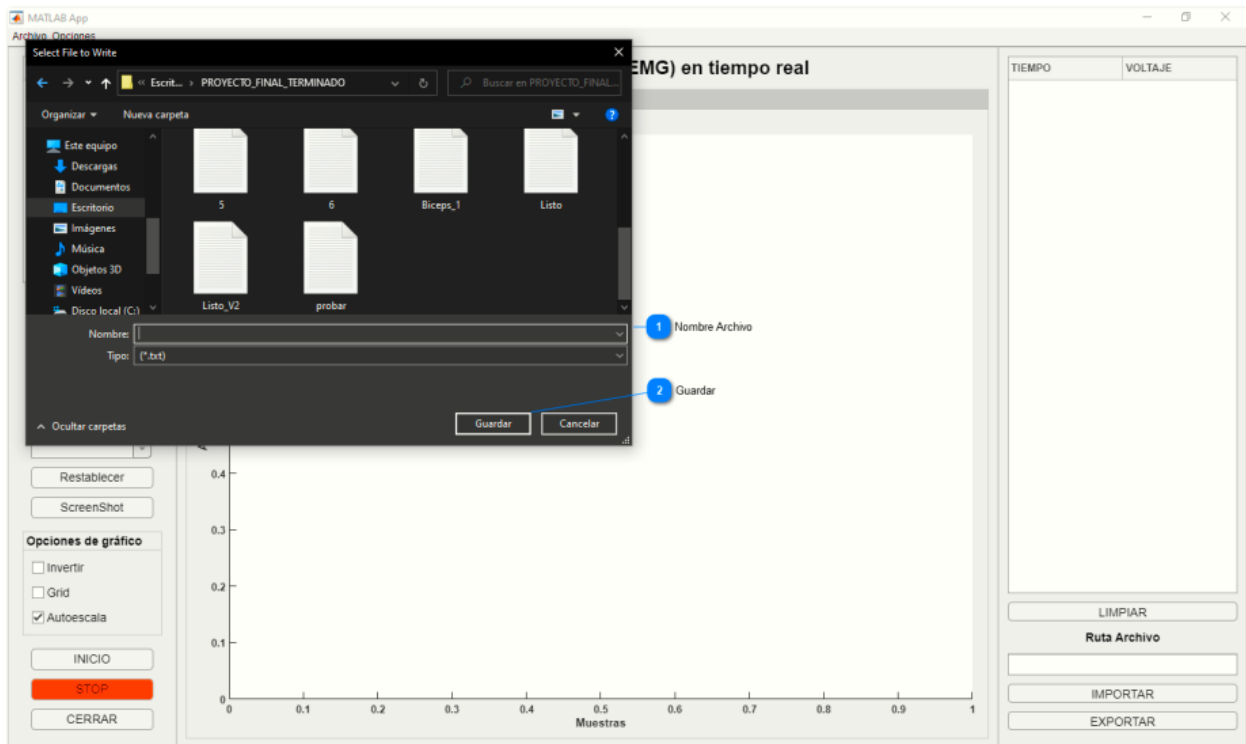 MATLAB App
Archivo Opciones
Select File to Write
« Escrit... › PROYECTO_FINAL_TERMINADO
Buscar en PROYECTO_FINAL...
Organizar
Nueva carpeta
Este equipo
Descargas
Documentos
Escritorio
Imágenes
Música
Objetos 3D
Vídeos
Disco local (C:)
5
6
Biceps_1
Listo
Listo_V2
probar
Nombre:
Tipo: (*.txt)
Ocultar carpetas
Guardar
Cancelar
1 Nombre Archivo
2 Guardar
EMG) en tiempo real
TIEMPO
VOLTAJE
Restablecer
ScreenShot
Opciones de gráfico
Invertir
Grid
Autoescala
INICIO
STOP
CERRAR
0.4
0.3
0.2
0.1
0
0 0.1 0.2 0.3 0.4 0.5 0.6 0.7 0.8 0.9 1
Muestras
LIMPIAR
Ruta Archivo
IMPORTAR
EXPORTAR